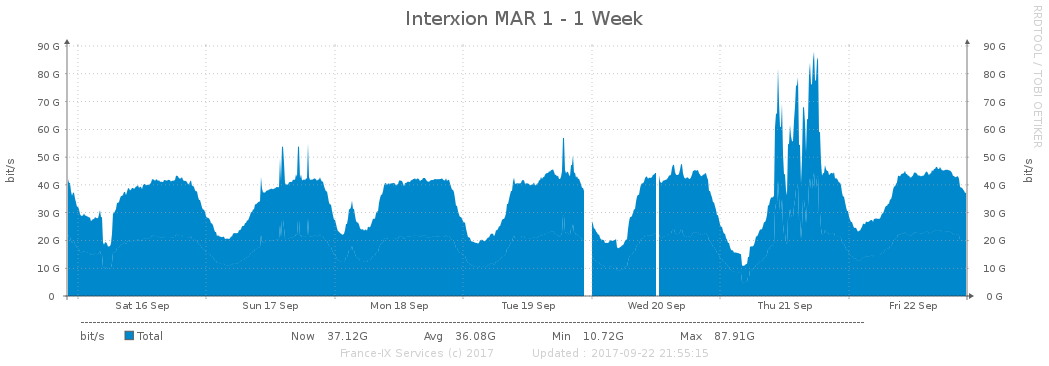 Interxion MAR 1 - 1 Week
RRDTOOL / TOBI OETIKER
90 G 90 G
80 G 80 G
70 G 70 G
60 G 60 G
50 G 50 G
40 G 40 G
30 G 30 G
20 G 20 G
10 G 10 G
0 0 G
bit/s
bit/s
Sat 16 Sep Sun 17 Sep Mon 18 Sep Tue 19 Sep Wed 20 Sep Thu 21 Sep Fri 22 Sep
bit/s Total Now 37.12G Avg 36.08G Min 10.72G Max 87.91G
France-IX Services (c) 2017 Updated : 2017-09-22 21:55:15